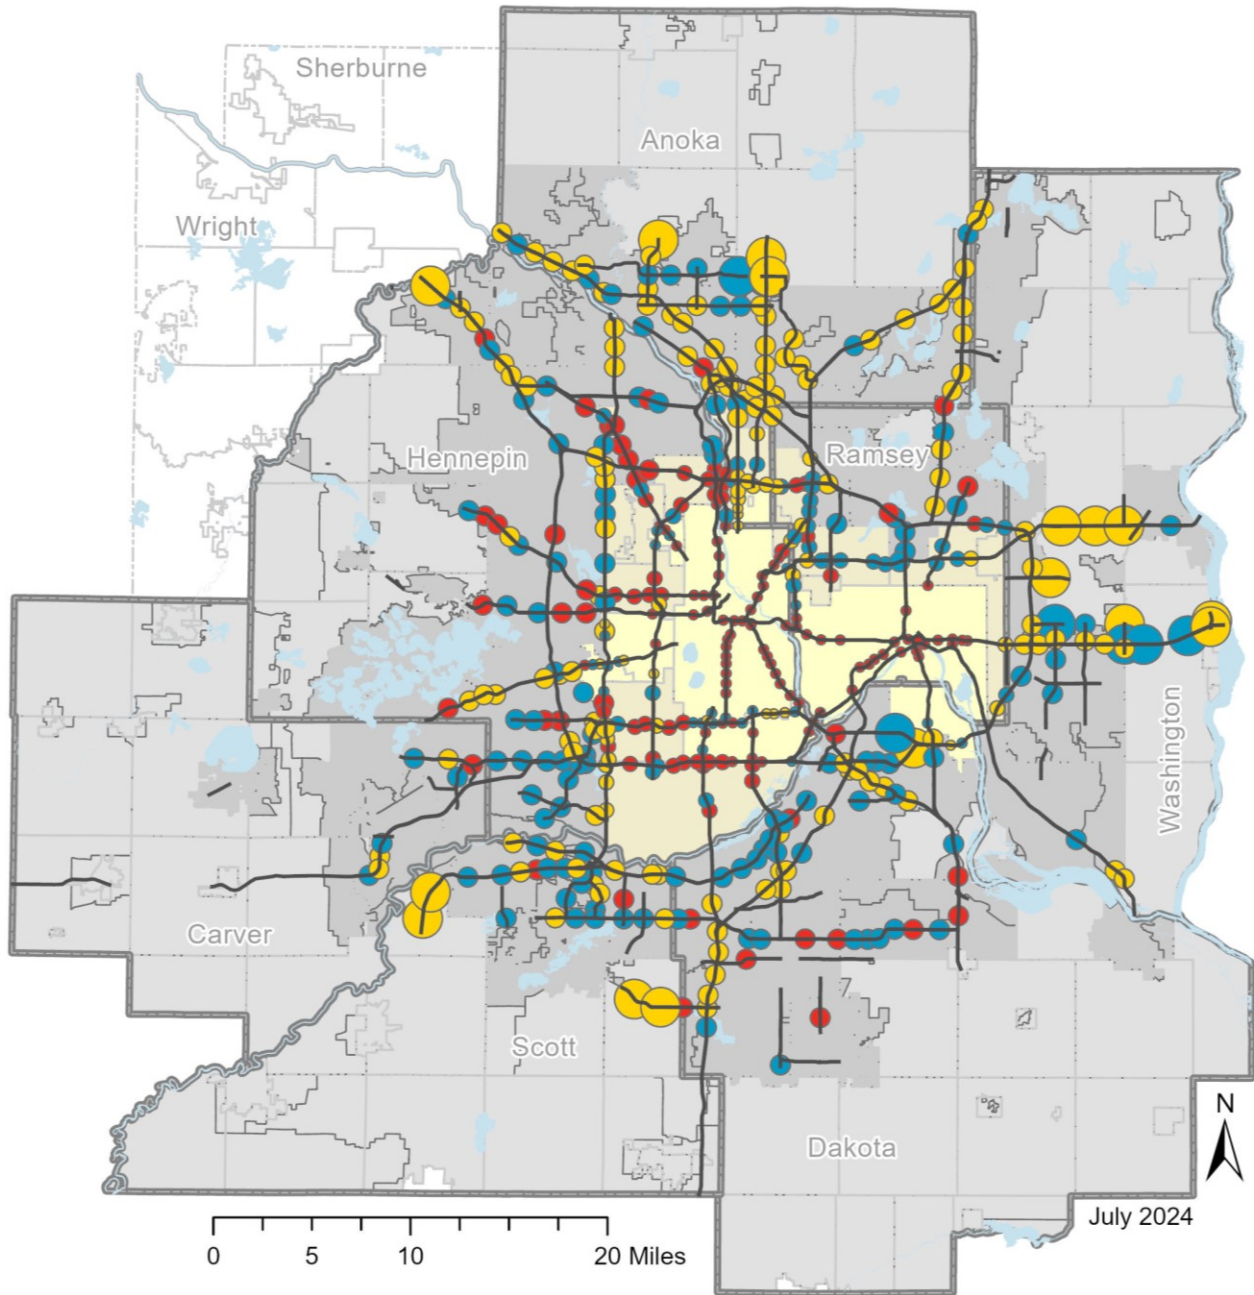 Sherburne
Anoka
Wright
Hennepin
Ramsey
Washington
Carver
Scott
Dakota
N
July 2024
0 5 10 20 Miles